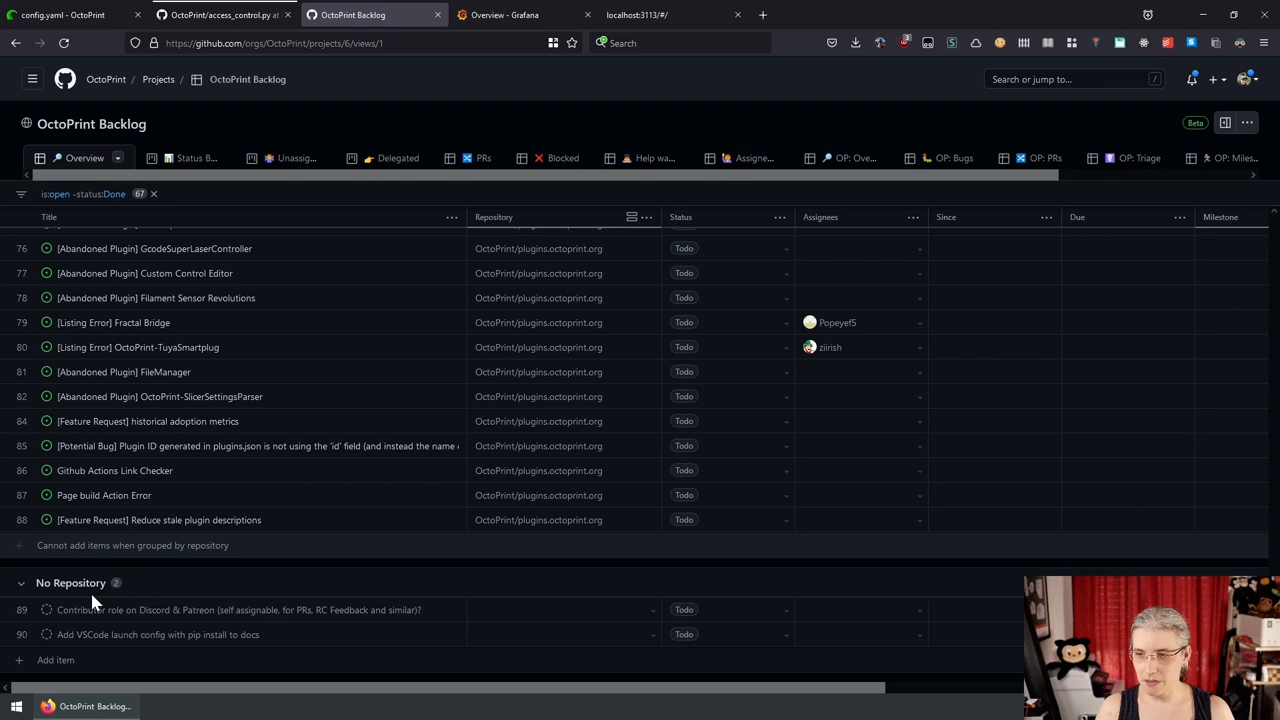 config.yaml - OctoPrint
OctoPrint/access_control.py at
OctoPrint Backlog
Overview - Grafana
localhost:3113/#/
https://github.com/orgs/OctoPrint/projects/6/views/1
Search
OctoPrint / Projects / OctoPrint Backlog
Search or jump to... /
OctoPrint Backlog
Beta
Overview
Status B...
Unassig...
Delegated
PRs
Blocked
Help wa...
Assigne...
OP: Ove...
OP: Bugs
OP: PRs
OP: Triage
OP: Miles...
is:open -status:Done 67
Title Repository Status Assignees Since Due Milestone
76 [Abandoned Plugin] GcodeSuperLaserController OctoPrint/plugins.octoprint.org Todo
77 [Abandoned Plugin] Custom Control Editor OctoPrint/plugins.octoprint.org Todo
78 [Abandoned Plugin] Filament Sensor Revolutions OctoPrint/plugins.octoprint.org Todo
79 [Listing Error] Fractal Bridge OctoPrint/plugins.octoprint.org Todo Popeyef5
80 [Listing Error] OctoPrint-TuyaSmartplug OctoPrint/plugins.octoprint.org Todo ziirish
81 [Abandoned Plugin] FileManager OctoPrint/plugins.octoprint.org Todo
82 [Abandoned Plugin] OctoPrint-SlicerSettingsParser OctoPrint/plugins.octoprint.org Todo
84 [Feature Request] historical adoption metrics OctoPrint/plugins.octoprint.org Todo
85 [Potential Bug] Plugin ID generated in plugins.json is not using the 'id' field (and instead the name OctoPrint/plugins.octoprint.org Todo
86 Github Actions Link Checker OctoPrint/plugins.octoprint.org Todo
87 Page build Action Error OctoPrint/plugins.octoprint.org Todo
88 [Feature Request] Reduce stale plugin descriptions OctoPrint/plugins.octoprint.org Todo
Cannot add items when grouped by repository
No Repository 2
89 Contributor role on Discord & Patreon (self assignable, for PRs, RC Feedback and similar)? Todo
90 Add VSCode launch config with pip install to docs Todo
Add item
OctoPrint Backlog...